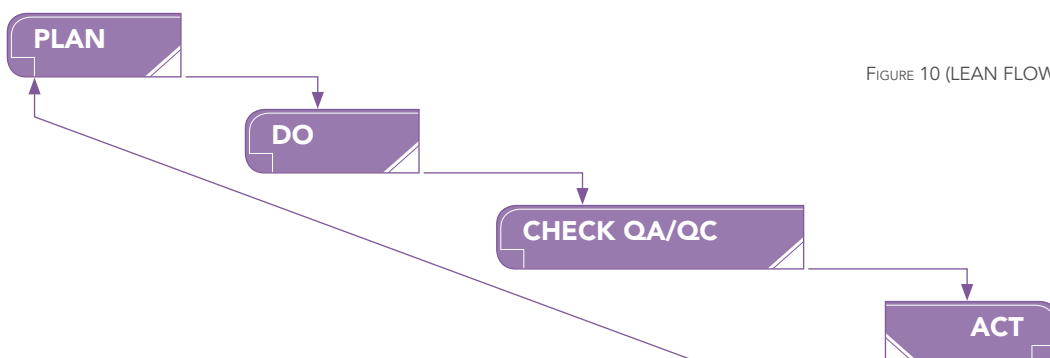 PLAN
FIGURE 10 (LEAN FLOW
DO
CHECK QA/QC
ACT